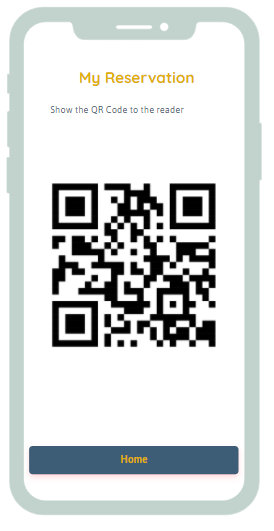 My Reservation
Show the QR Code to the reader
Home